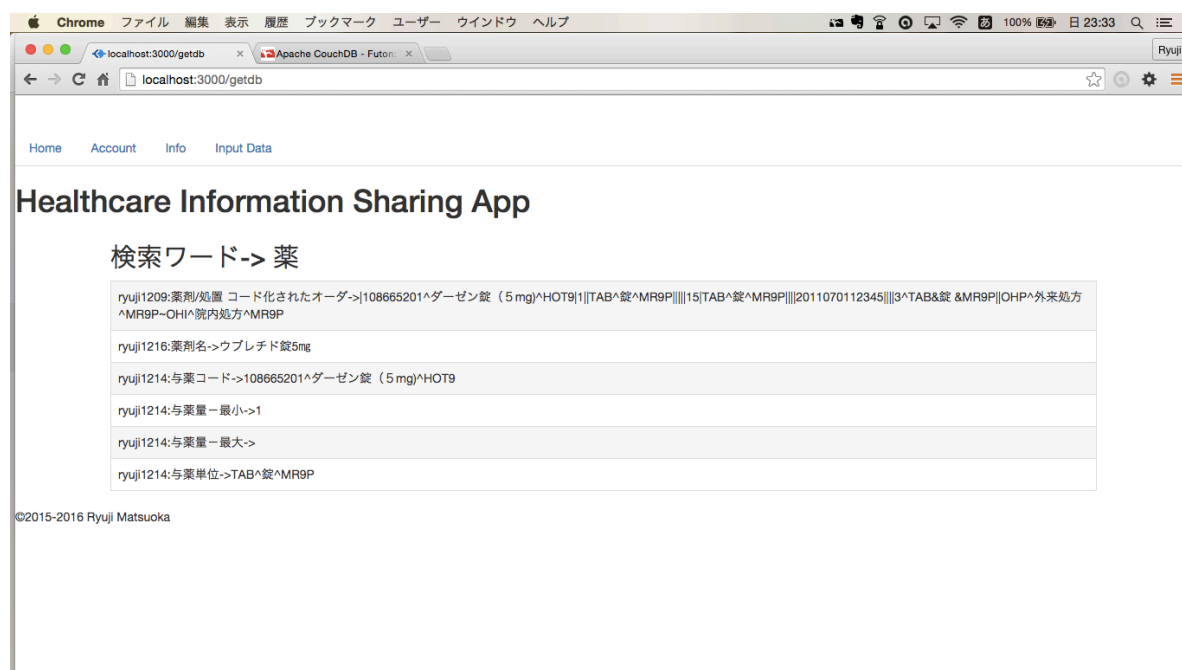 Chrome ファイル 編集 表示 履歴 ブックマーク ユーザー ウインドウ ヘルプ 100% 日 23:33
localhost:3000/getdb × Apache CouchDB - Futon: × Ryuji
localhost:3000/getdb
Home Account Info Input Data
Healthcare Information Sharing App
検索ワード-> 薬
ryuji1209:薬剤/処置 コード化されたオーダ->|108665201^ダーゼン錠（５mg)^HOT9|1||TAB^錠^MR9P|||||15|TAB^錠^MR9P||||2011070112345||||3^TAB&錠 &MR9P||OHP^外来処方
^MR9P~OHI^院内処方^MR9P
ryuji1216:薬剤名->ウブレチド錠5㎎
ryuji1214:与薬コード->108665201^ダーゼン錠（５mg)^HOT9
ryuji1214:与薬量－最小->1
ryuji1214:与薬量－最大->
ryuji1214:与薬単位->TAB^錠^MR9P
©2015-2016 Ryuji Matsuoka